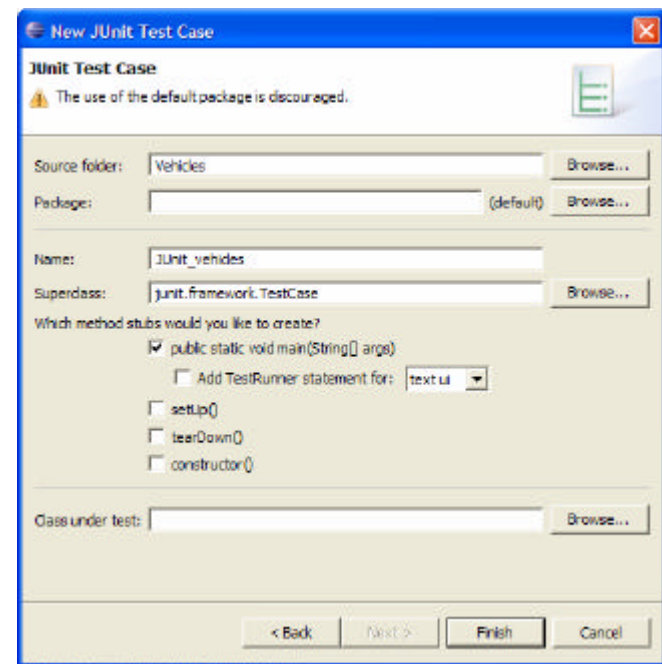 New JUnit Test Case
JUnit Test Case
The use of the default package is discouraged.
Source folder: Vehicles Browse...
Package: (default) Browse...
Name: JUnit_vehicles
Superclass: junit.framework.TestCase Browse...
Which method stubs would you like to create?
public static void main(String[] args)
Add TestRunner statement for: text ui
setUp()
tearDown()
constructor()
Class under test: Browse...
< Back Next > Finish Cancel